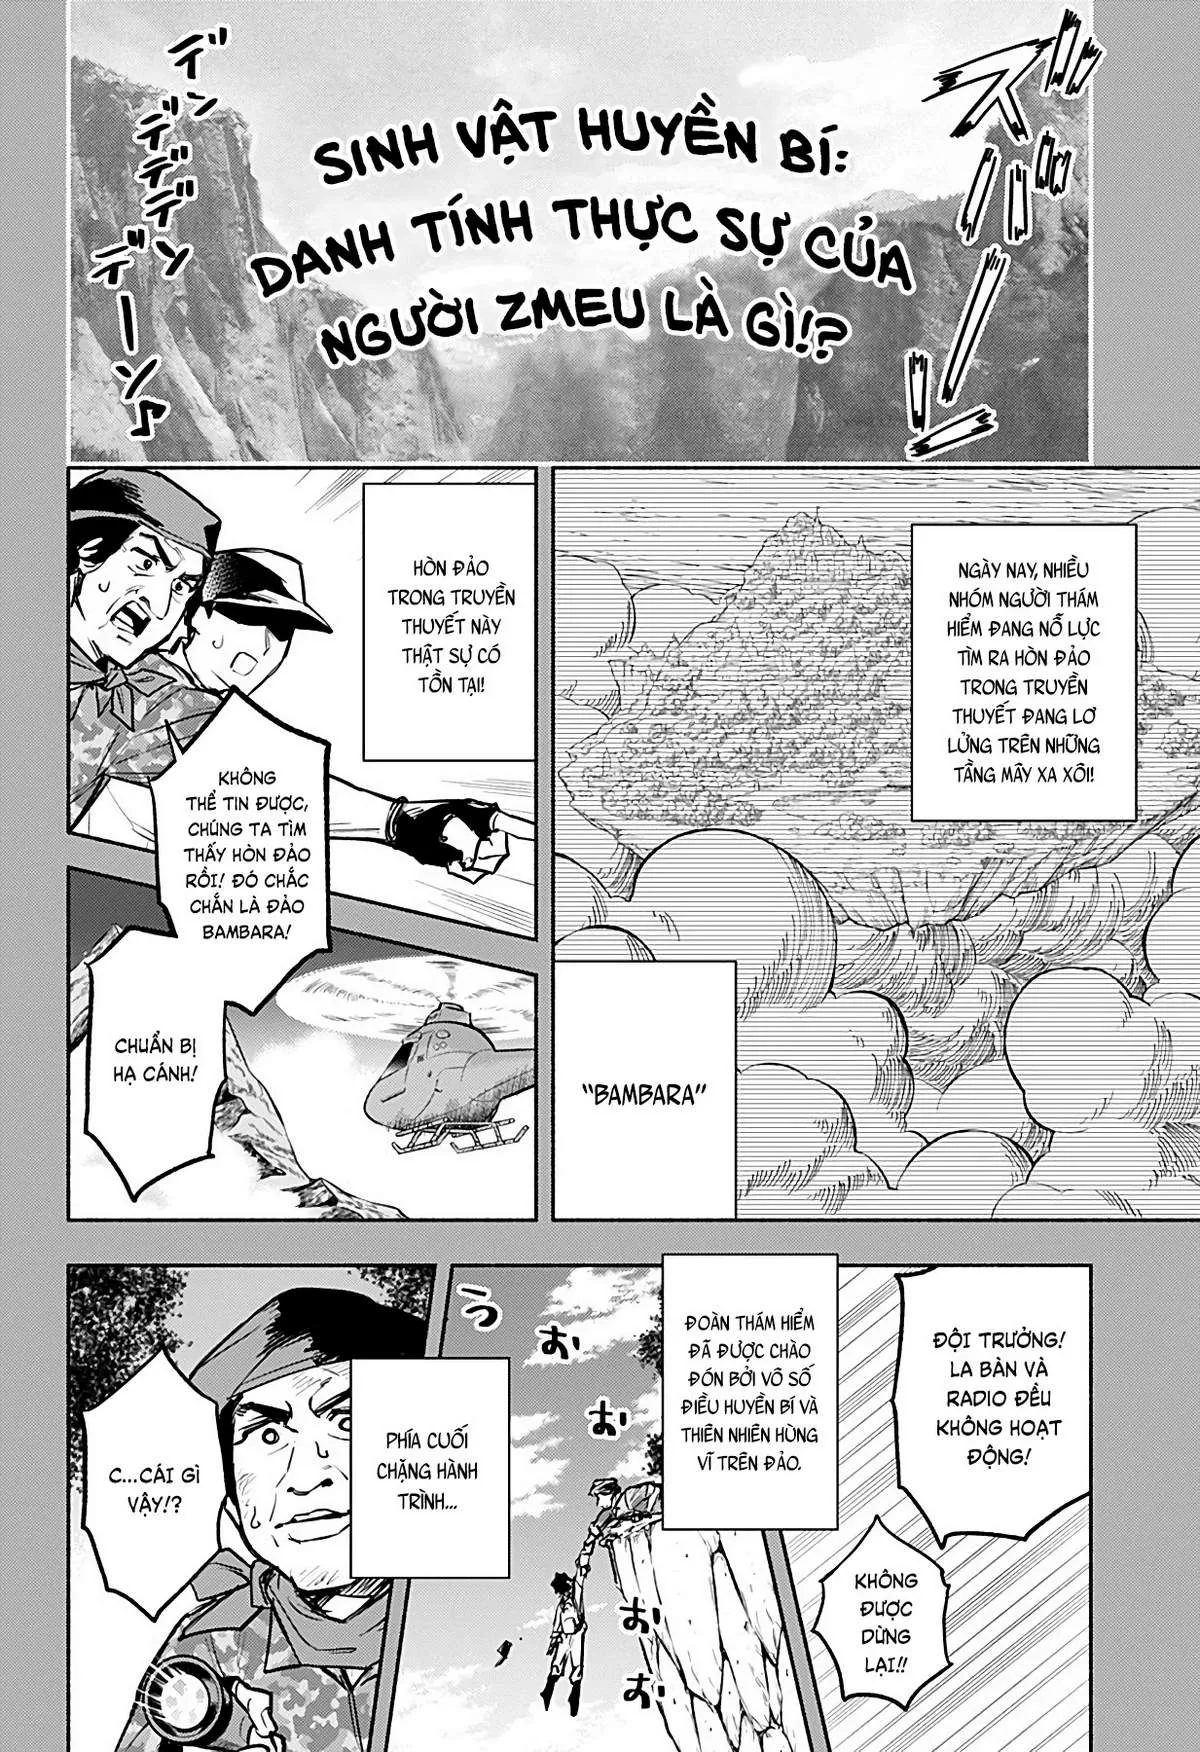 SINH VẬT HUYỀN BÍ:
DANH TÍNH THỰC SỰ CỦA
NGƯỜI ZMEU LÀ GÌ!?
デデンデデデンデーーン♪
NGÀY NAY, NHIỀU
NHÓM NGƯỜI THÁM
HIỂM ĐANG NỖ LỰC
TÌM RA HÒN ĐẢO
TRONG TRUYỀN
THUYẾT ĐANG LƠ
LỬNG TRÊN NHỮNG
TẦNG MÂY XA XÔI!
"BAMBARA"
HÒN ĐẢO
TRONG TRUYỀN
THUYẾT NÀY
THẬT SỰ CÓ
TỒN TẠI!
KHÔNG
THỂ TIN ĐƯỢC,
CHÚNG TA TÌM
THẤY HÒN ĐẢO
RỒI! ĐÓ CHẮC
CHẮN LÀ ĐẢO
BAMBARA!
CHUẨN BỊ
HẠ CÁNH!
ĐỘI TRƯỞNG!
LA BÀN VÀ
RADIO ĐỀU
KHÔNG HOẠT
ĐỘNG!
KHÔNG
ĐƯỢC
DỪNG
LẠI!!
ĐOÀN THÁM HIỂM
ĐÃ ĐƯỢC CHÀO
ĐÓN BỞI VÔ SỐ
ĐIỀU HUYỀN BÍ VÀ
THIÊN NHIÊN HÙNG
VĨ TRÊN ĐẢO.
うおおおお
PHÍA CUỐI
CHẶNG HÀNH
TRÌNH...
C...CÁI GÌ
VẬY!?